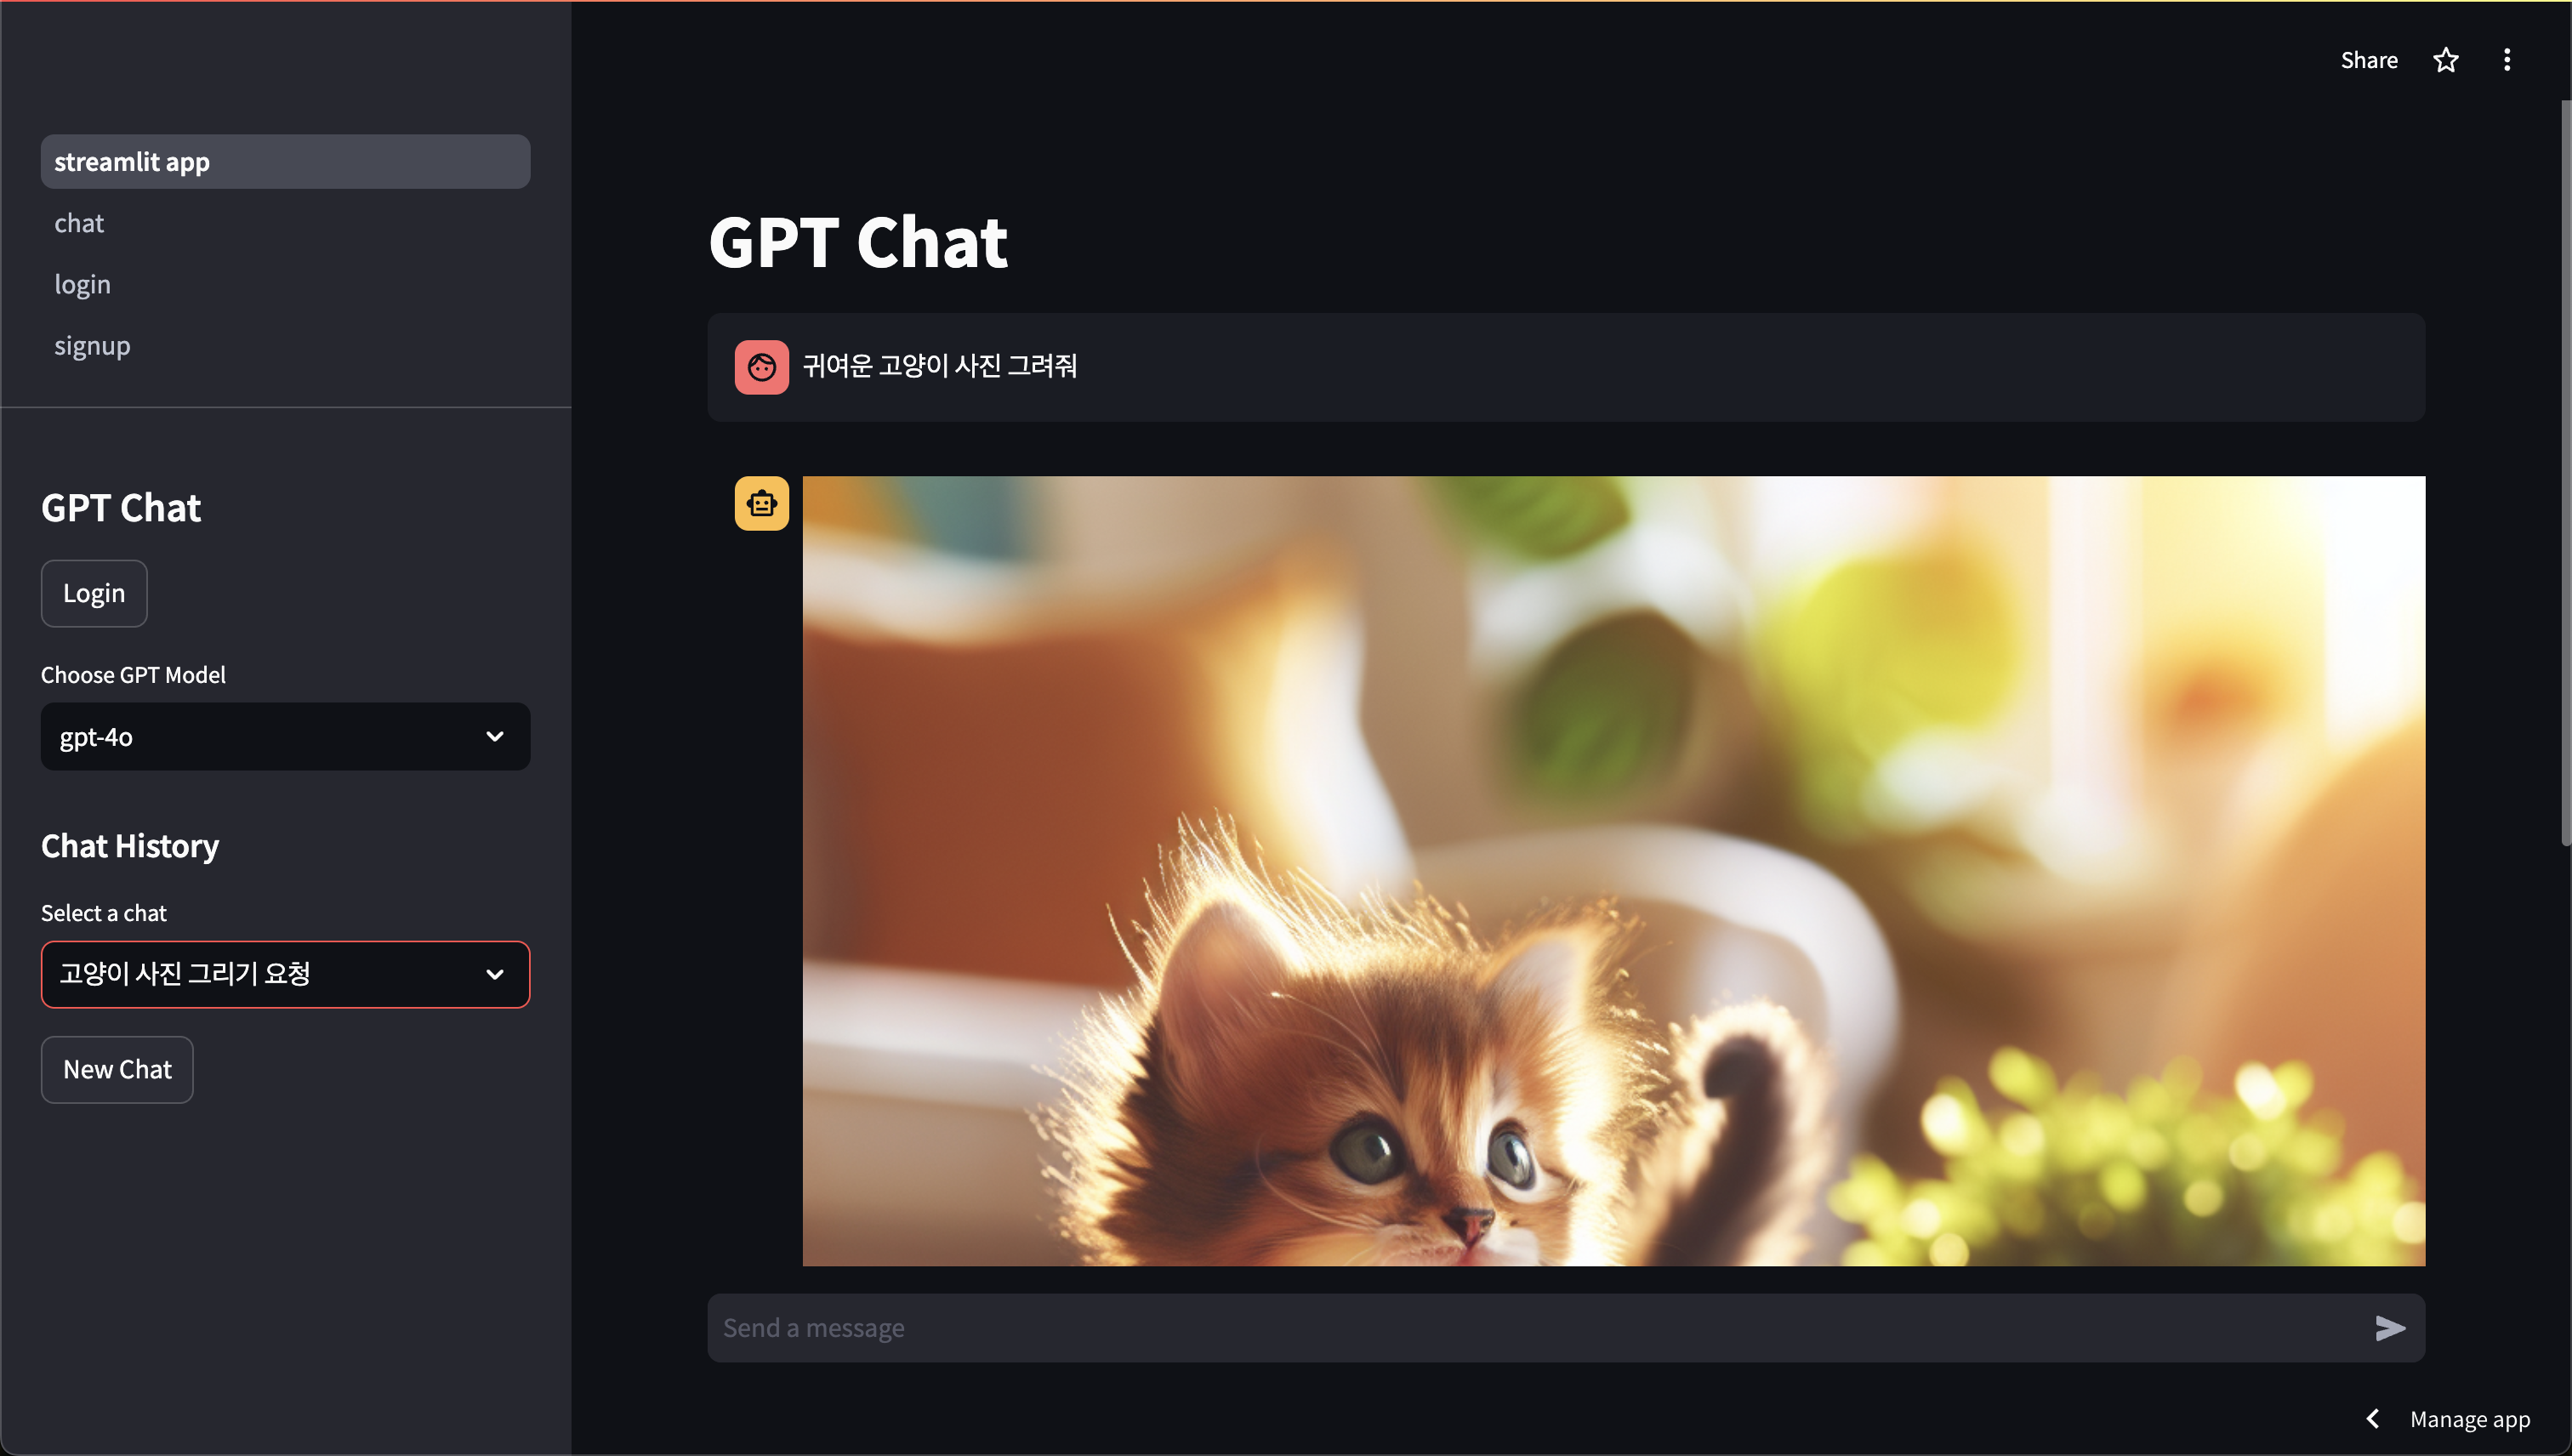 Share
streamlit app
chat
login
signup
GPT Chat
Login
Choose GPT Model
gpt-4o
Chat History
Select a chat
고양이 사진 그리기 요청
New Chat
GPT Chat
귀여운 고양이 사진 그려줘
Send a message
Manage app